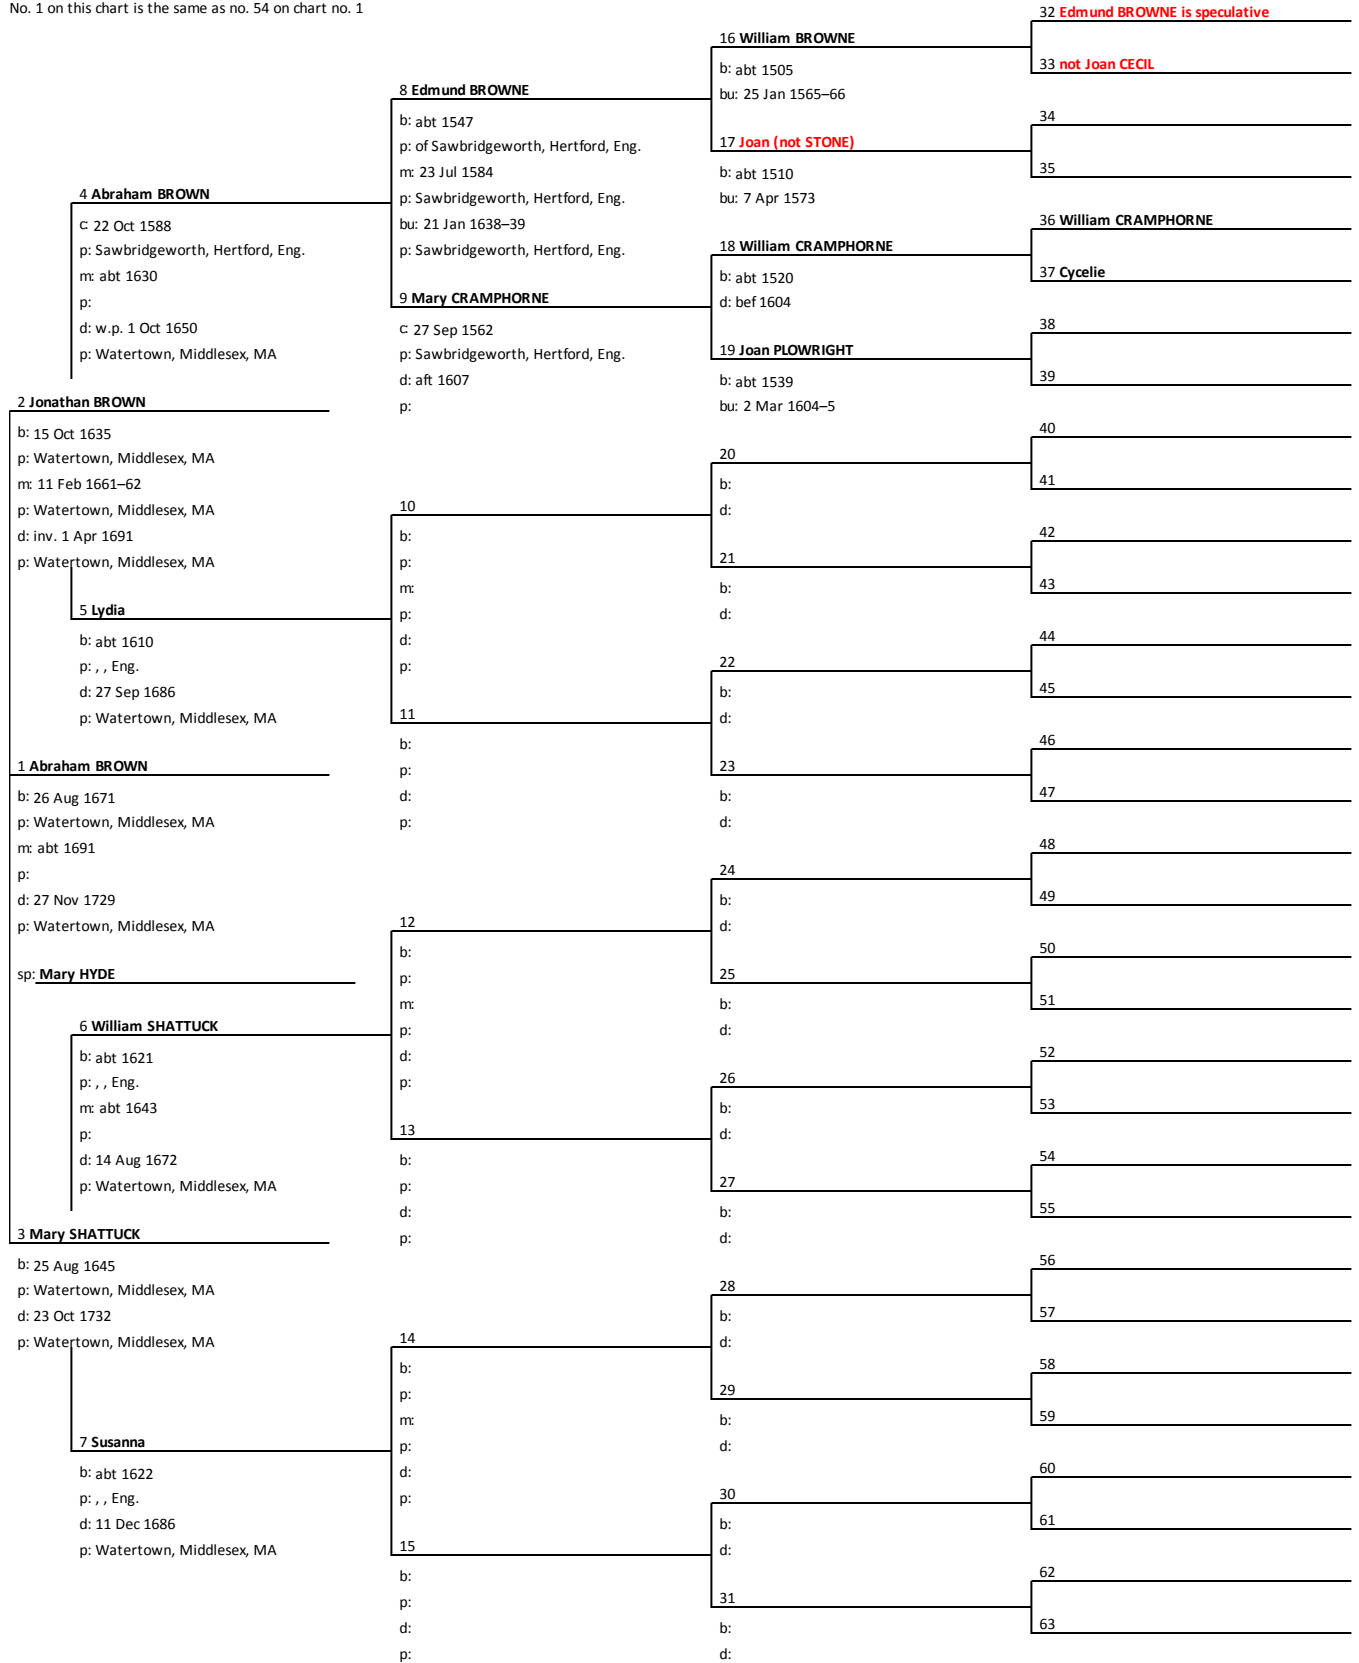 No. 1 on this chart is the same as no. 54 on chart no. 1
2 Jonathan BROWN
b: 15 Oct 1635
p: Watertown, Middlesex, MA
m: 11 Feb 1661–62
p: Watertown, Middlesex, MA
d: inv. 1 Apr 1691
p: Watertown, Middlesex, MA
1 Abraham BROWN
b: 26 Aug 1671
p: Watertown, Middlesex, MA
m: abt 1691
p:
d: 27 Nov 1729
p: Watertown, Middlesex, MA
sp: Mary HYDE
3 Mary SHATTUCK
b: 25 Aug 1645
p: Watertown, Middlesex, MA
d: 23 Oct 1732
p: Watertown, Middlesex, MA
4 Abraham BROWN
c: 22 Oct 1588
p: Sawbridgeworth, Hertford, Eng.
m: abt 1630
p:
d: w.p. 1 Oct 1650
p: Watertown, Middlesex, MA
5 Lydia
b: abt 1610
p: , , Eng.
d: 27 Sep 1686
p: Watertown, Middlesex, MA
6 William SHATTUCK
b: abt 1621
p: , , Eng.
m: abt 1643
p:
d: 14 Aug 1672
p: Watertown, Middlesex, MA
7 Susanna
b: abt 1622
p: , , Eng.
d: 11 Dec 1686
p: Watertown, Middlesex, MA
8 Edmund BROWNE
b: abt 1547
p: of Sawbridgeworth, Hertford, Eng.
m: 23 Jul 1584
p: Sawbridgeworth, Hertford, Eng.
bu: 21 Jan 1638–39
p: Sawbridgeworth, Hertford, Eng.
9 Mary CRAMPHORNE
c: 27 Sep 1562
p: Sawbridgeworth, Hertford, Eng.
d: aft 1607
p:
10
b:
p:
m:
p:
d:
p:
11
b:
p:
d:
p:
12
b:
p:
m:
p:
d:
p:
13
b:
p:
d:
p:
14
b:
p:
m:
p:
d:
p:
15
b:
p:
d:
p:
16 William BROWNE
b: abt 1505
bu: 25 Jan 1565–66
17 Joan (not STONE)
b: abt 1510
bu: 7 Apr 1573
18 William CRAMPHORNE
b: abt 1520
d: bef 1604
19 Joan PLOWRIGHT
b: abt 1539
bu: 2 Mar 1604–5
20
b:
d:
21
b:
d:
22
b:
d:
23
b:
d:
24
b:
d:
25
b:
d:
26
b:
d:
27
b:
d:
28
b:
d:
29
b:
d:
30
b:
d:
31
b:
d:
32 Edmund BROWNE is speculative
33 not Joan CECIL
34
35
36 William CRAMPHORNE
37 Cycelie
38
39
40
41
42
43
44
45
46
47
48
49
50
51
52
53
54
55
56
57
58
59
60
61
62
63